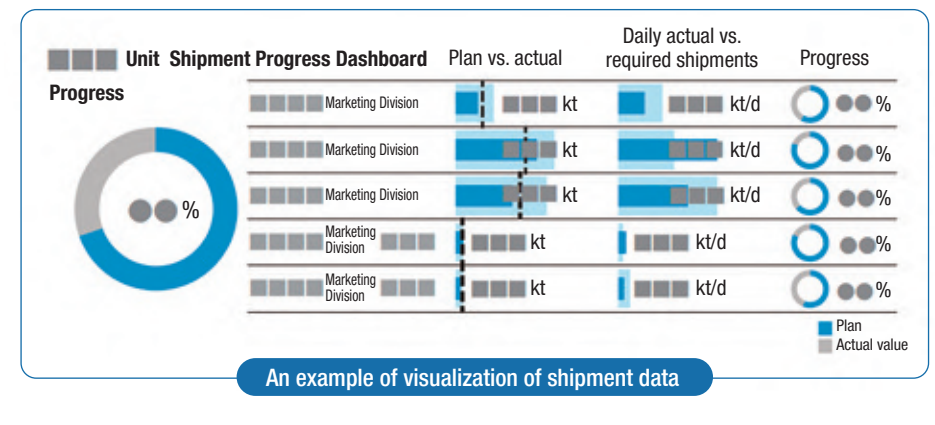 ■■■ Unit Shipment Progress Dashboard
Plan vs. actual
Daily actual vs.
required shipments
Progress
Progress
●●%
■■■■ Marketing Division ■■■ kt ■■■ kt/d ●●%
■■■■ Marketing Division ■■■ kt ■■■ kt/d ●●%
■■■■ Marketing Division ■■■ kt ■■■ kt/d ●●%
■■■■ Marketing
Division ■■■ ■■■ kt ■■■ kt/d ●●%
■■■■ Marketing
Division ■■■ ■■■ kt ■■■ kt/d ●●%
Plan
Actual value
An example of visualization of shipment data